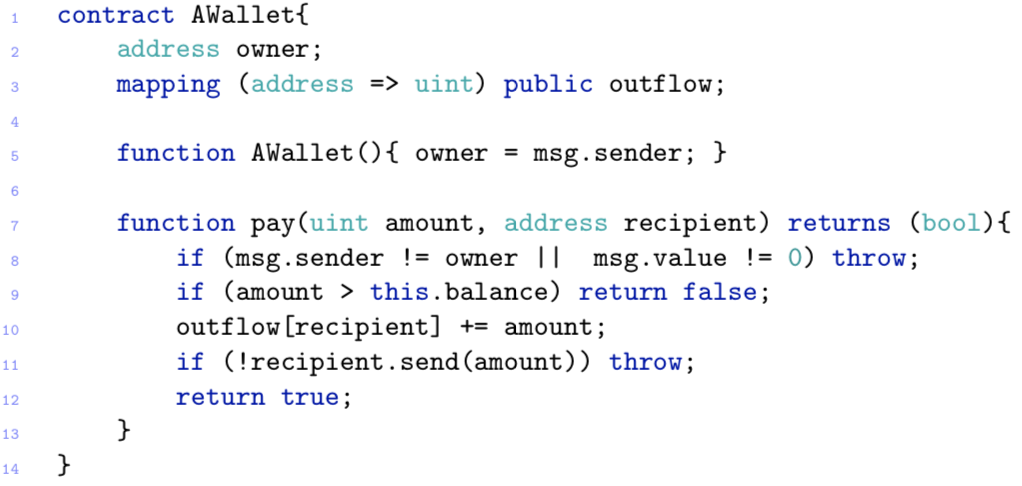 1 contract AWallet{
2 address owner;
3 mapping (address => uint) public outflow;
4
5 function AWallet(){ owner = msg.sender; }
6
7 function pay(uint amount, address recipient) returns (bool){
8 if (msg.sender != owner || msg.value != 0) throw;
9 if (amount > this.balance) return false;
10 outflow[recipient] += amount;
11 if (!recipient.send(amount)) throw;
12 return true;
13 }
14 }